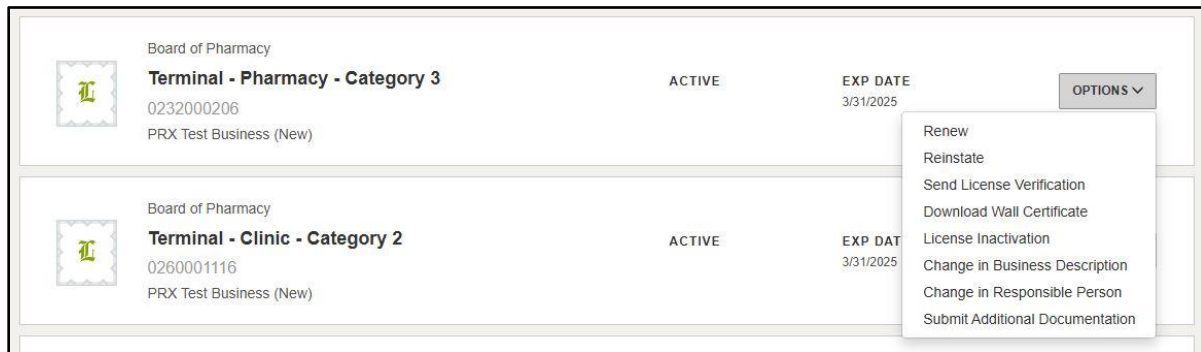 Board of Pharmacy
Terminal - Pharmacy - Category 3
0232000206
PRX Test Business (New)
ACTIVE
EXP DATE
3/31/2025
OPTIONS
Renew
Reinstate
Send License Verification
Download Wall Certificate
License Inactivation
Change in Business Description
Change in Responsible Person
Submit Additional Documentation
L
Board of Pharmacy
Terminal - Clinic - Category 2
0260001116
PRX Test Business (New)
ACTIVE
EXP DAT
3/31/2025
L